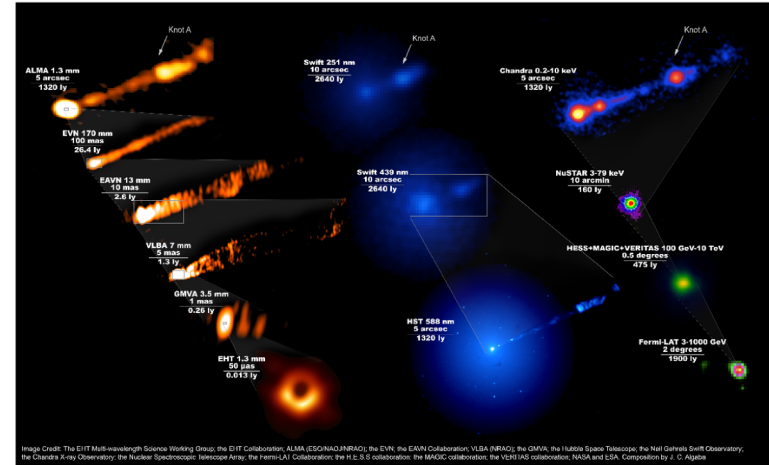 Knot A
ALMA 1.3 mm
5 arcsec
1320 ly
EVN 170 mm
100 mas
26.4 ly
EAVN 13 mm
10 mas
2.6 ly
VLBA 7 mm
5 mas
1.3 ly
GMVA 3.5 mm
1 mas
0.26 ly
EHT 1.3 mm
50 μas
0.013 ly
Knot A
Swift 251 nm
10 arcsec
2640 ly
Swift 439 nm
10 arcsec
2640 ly
HST 588 nm
5 arcsec
1320 ly
Knot A
Chandra 0.2-10 keV
5 arcsec
1320 ly
NuSTAR 3-79 keV
10 arcmin
160 ly
HESS+MAGIC+VERITAS 100 GeV-10 TeV
0.5 degrees
475 ly
Fermi-LAT 3-1000 GeV
2 degrees
1900 ly
Image Credit: The EHT Multi-wavelength Science Working Group; the EHT Collaboration; ALMA (ESO/NAOJ/NRAO); the EVN; the EAVN Collaboration; VLBA (NRAO); the GMVA; the Hubble Space Telescope; the Neil Gehrels Swift Observatory;
the Chandra X-ray Observatory; the Nuclear Spectroscopic Telescope Array; the Fermi-LAT Collaboration; the H.E.S.S collaboration; the MAGIC collaboration; the VERITAS collaboration; NASA and ESA. Composition by J. C. Algaba